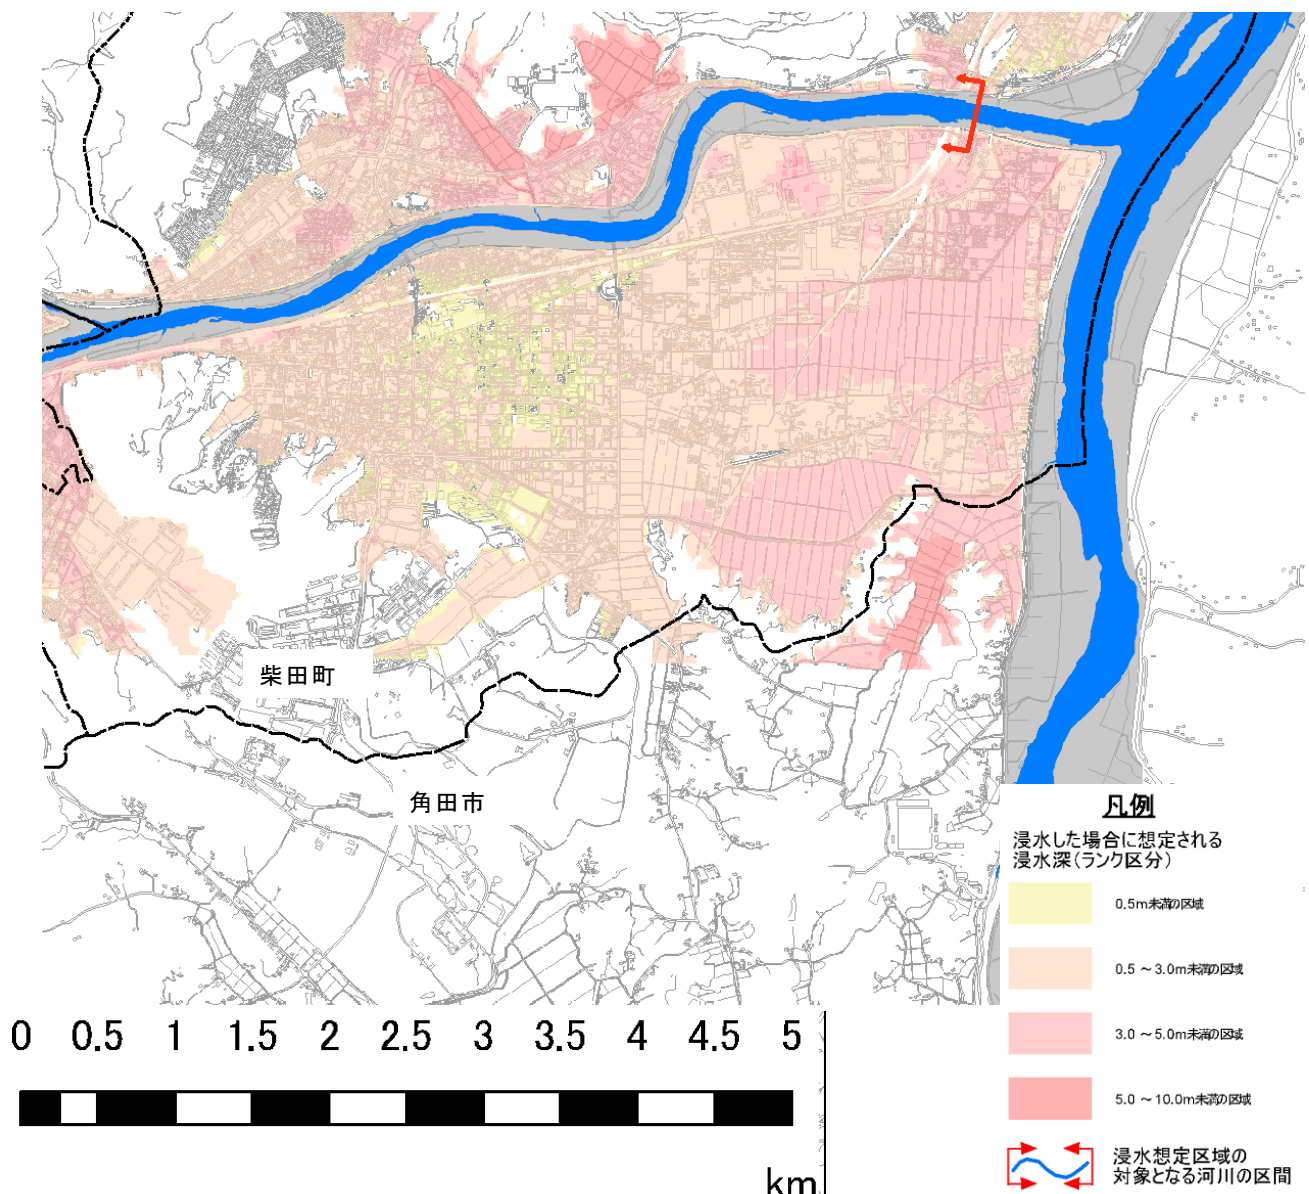 柴田町
角田市
凡例
浸水した場合に想定される
浸水深(ランク区分)
0.5m未満の区域
0.5 ～3.0m未満の区域
3.0 ～5.0m未満の区域
5.0 ～10.0m未満の区域
浸水想定区域の
対象となる河川の区間
0 0.5 1 1.5 2 2.5 3 3.5 4 4.5 5
km